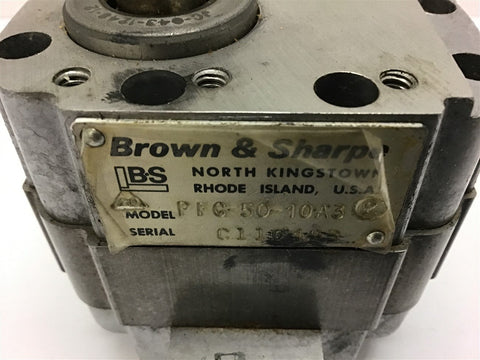 Brown & Sharpe
BS
NORTH KINGSTOWN
RHODE ISLAND, U.S.A.
MODEL PFG-50-10A3
SERIAL